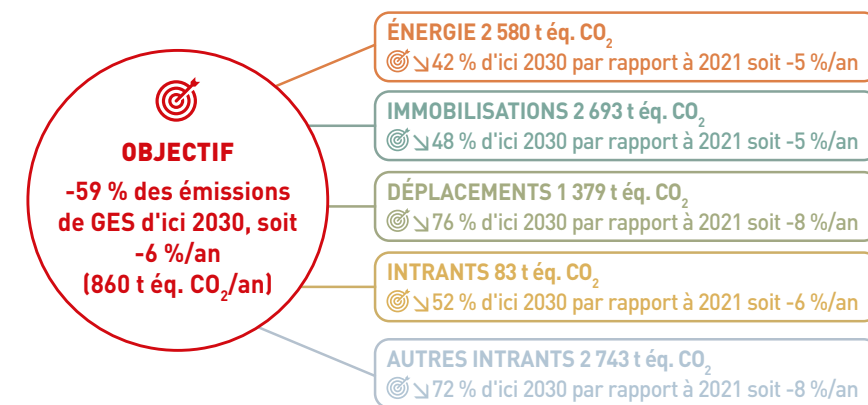 OBJECTIF
-59 % des émissions
de GES d'ici 2030, soit
-6 %/an
(860 t éq. CO₂/an)
ÉNERGIE 2 580 t éq. CO₂
↘42 % d'ici 2030 par rapport à 2021 soit -5 %/an
IMMOBILISATIONS 2 693 t éq. CO₂
↘48 % d'ici 2030 par rapport à 2021 soit -5 %/an
DÉPLACEMENTS 1 379 t éq. CO₂
↘76 % d'ici 2030 par rapport à 2021 soit -8 %/an
INTRANTS 83 t éq. CO₂
↘52 % d'ici 2030 par rapport à 2021 soit -6 %/an
AUTRES INTRANTS 2 743 t éq. CO₂
↘72 % d'ici 2030 par rapport à 2021 soit -8 %/an